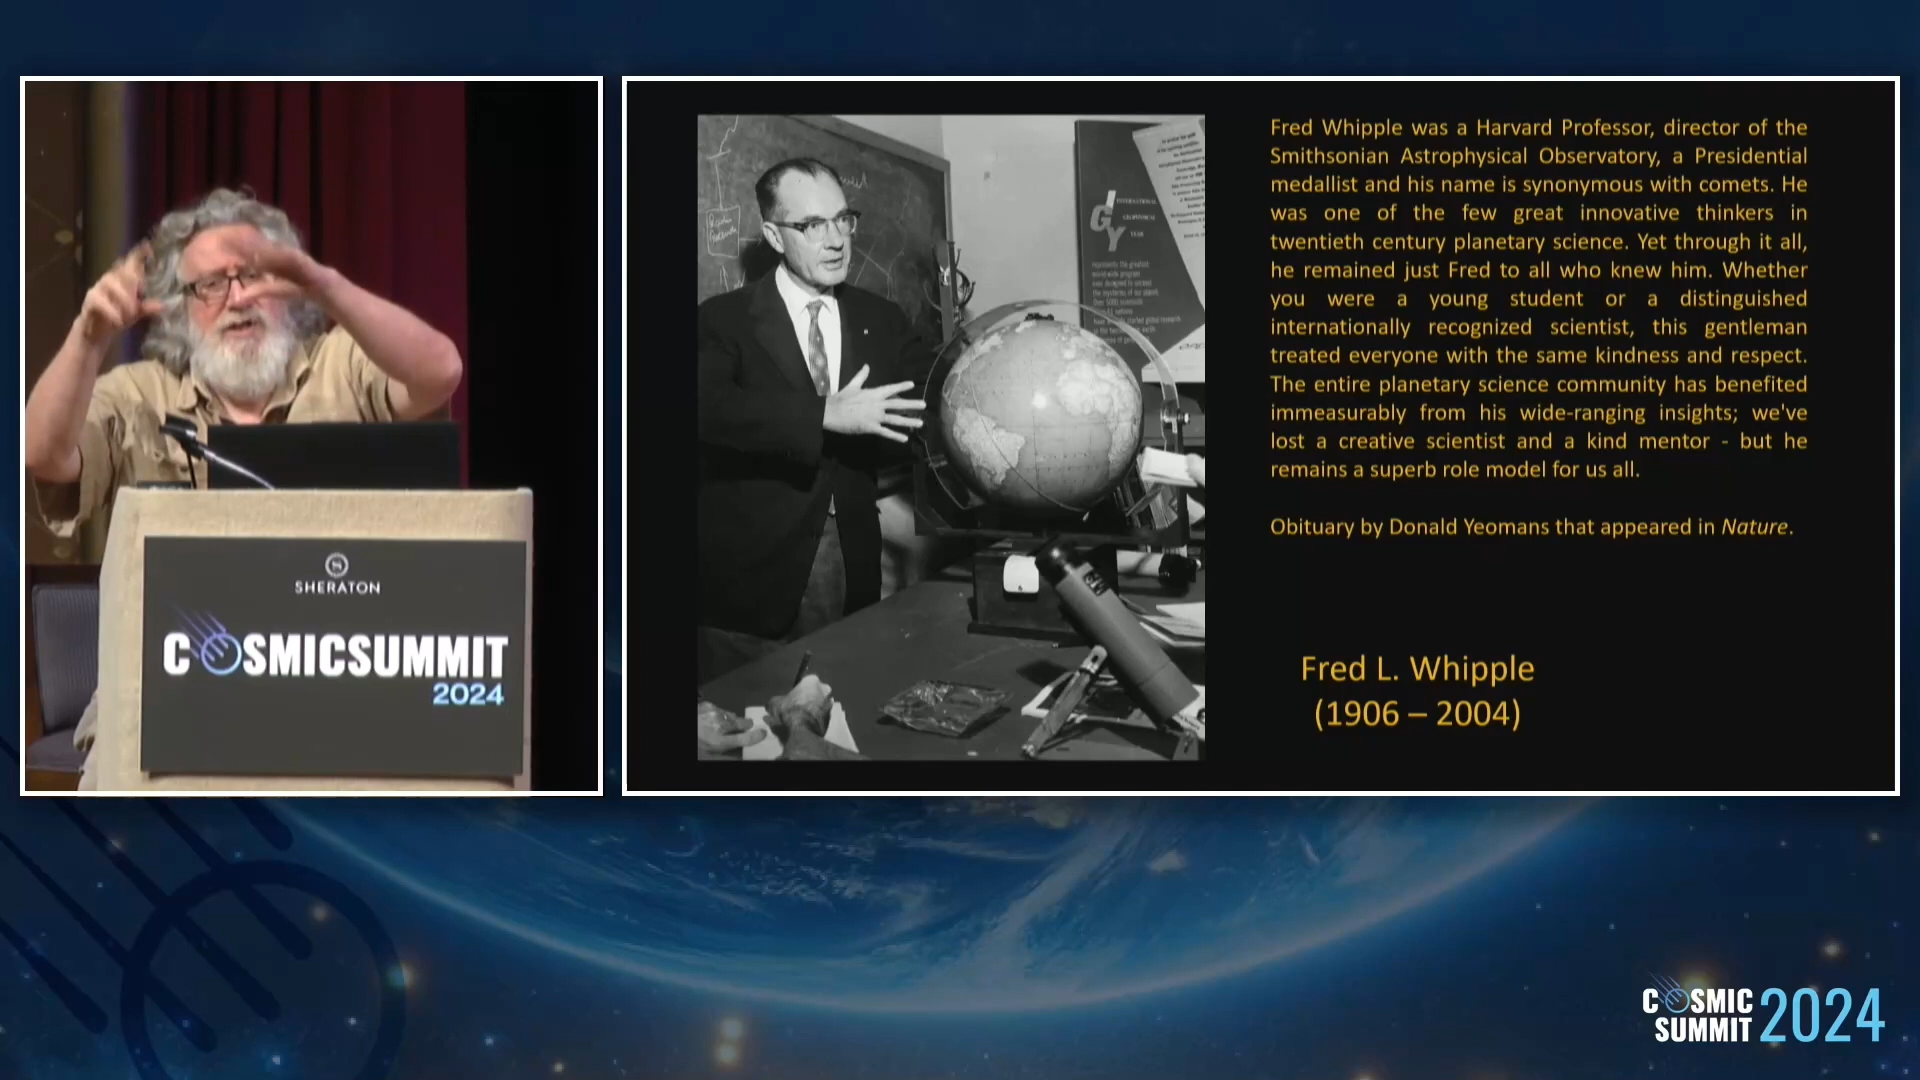 SHERATON
COSMICSUMMIT
2024
INTERNATIONAL
IGY
GEOPHYSICAL
YEAR
Fred Whipple was a Harvard Professor, director of the
Smithsonian Astrophysical Observatory, a Presidential
medallist and his name is synonymous with comets. He
was one of the few great innovative thinkers in
twentieth century planetary science. Yet through it all,
he remained just Fred to all who knew him. Whether
you were a young student or a distinguished
internationally recognized scientist, this gentleman
treated everyone with the same kindness and respect.
The entire planetary science community has benefited
immeasurably from his wide-ranging insights; we've
lost a creative scientist and a kind mentor - but he
remains a superb role model for us all.
Obituary by Donald Yeomans that appeared in Nature.
Fred L. Whipple
(1906 – 2004)
COSMIC
SUMMIT 2024